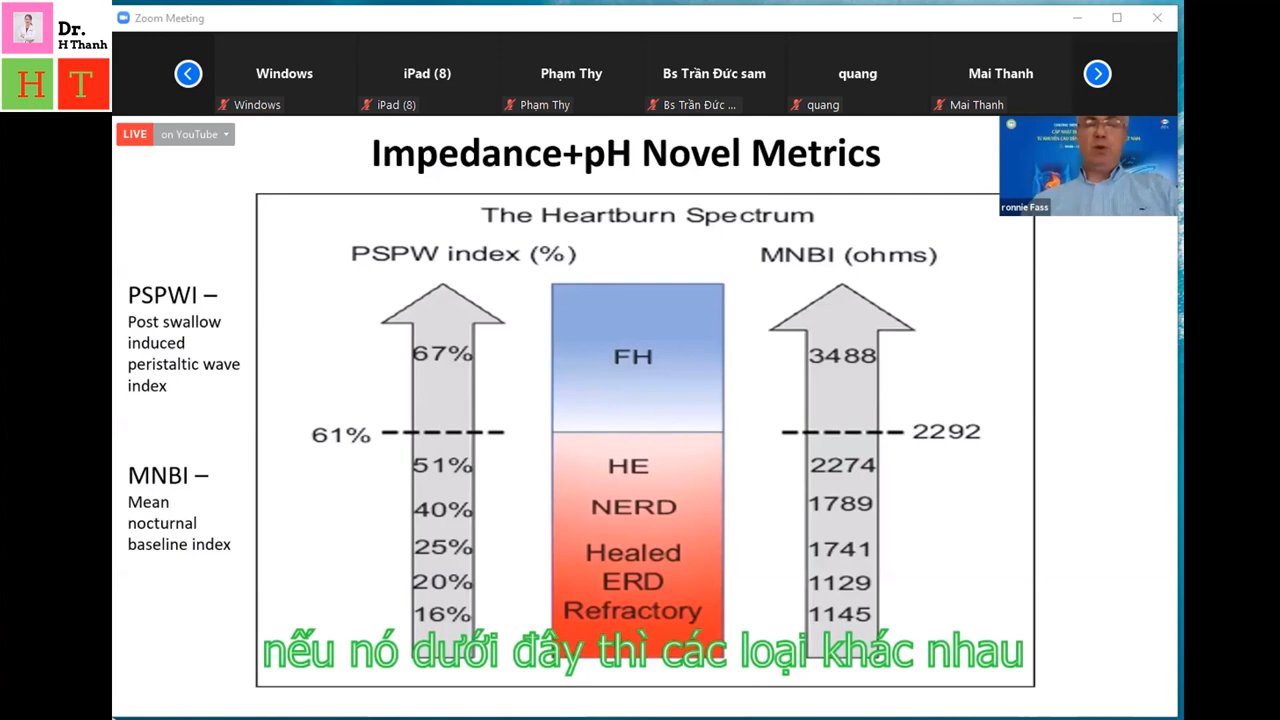 Dr.
H Thanh
H T
Zoom Meeting
Windows
iPad (8)
Phạm Thy
Bs Trần Đức sam
quang
Mai Thanh
Windows
iPad (8)
Phạm Thy
Bs Trần Đức ...
quang
Mai Thanh
LIVE on YouTube
ronnie Fass
Impedance+pH Novel Metrics
The Heartburn Spectrum
PSPW index (%)
MNBI (ohms)
PSPWI –
Post swallow
induced
peristaltic wave
index
MNBI –
Mean
nocturnal
baseline index
67% FH 3488
61% 2292
51% HE 2274
40% NERD 1789
25% Healed 1741
20% ERD 1129
16% Refractory 1145
nếu nó dưới đây thì các loại khác nhau